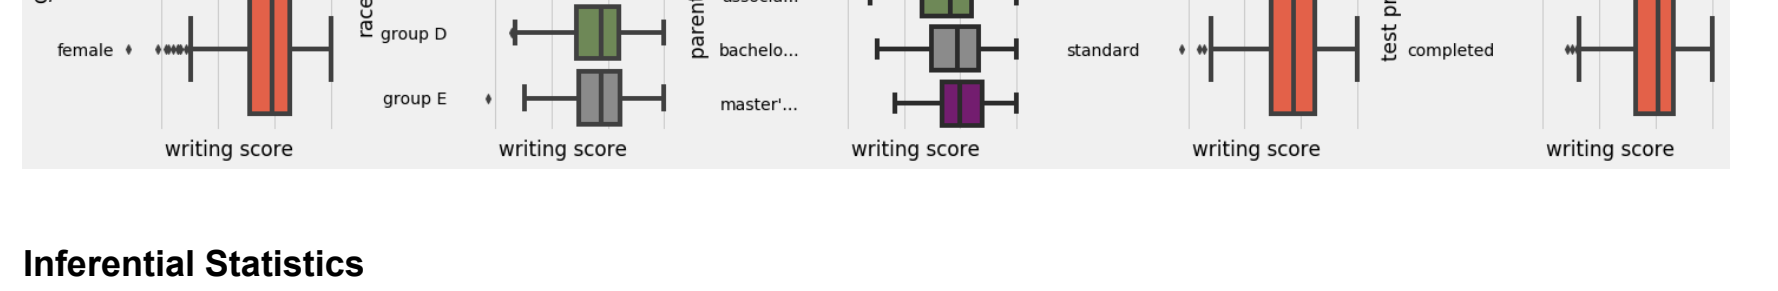 race
group D
female
group E
parent
bachelo...
master'...
standard
test pr
completed
writing score
writing score
writing score
writing score
writing score
Inferential Statistics